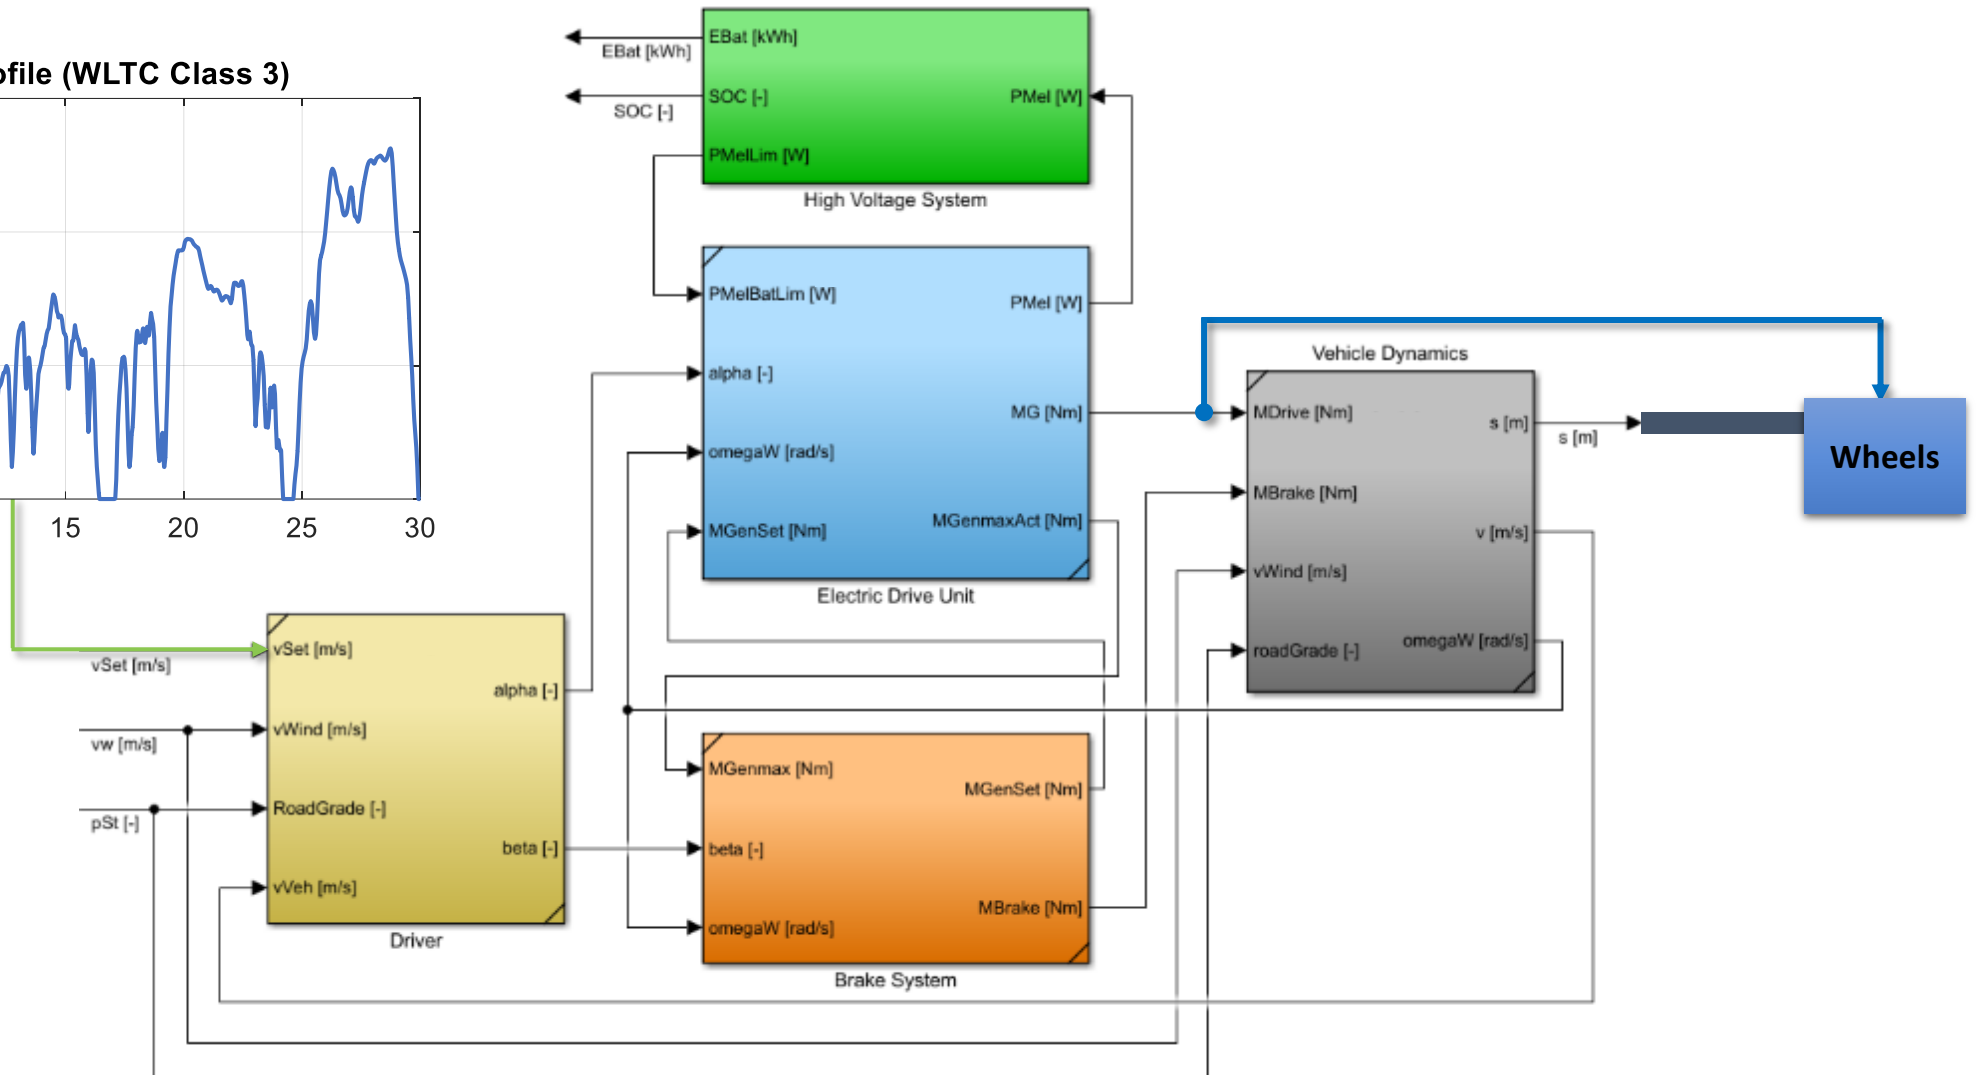 ofile (WLTC Class 3)
15
20
25
30
EBat [kWh]
SOC [-]
EBat [kWh]
SOC [-]
PMelLim [W]
PMel [W]
High Voltage System
PMelBatLim [W]
alpha [-]
omegaW [rad/s]
MGenSet [Nm]
PMel [W]
MG [Nm]
MGenmaxAct [Nm]
Electric Drive Unit
Vehicle Dynamics
MDrive [Nm]
MBrake [Nm]
vWind [m/s]
roadGrade [-]
s [m]
v [m/s]
omegaW [rad/s]
s [m]
Wheels
vSet [m/s]
vw [m/s]
pSt [-]
vSet [m/s]
vWind [m/s]
RoadGrade [-]
vVeh [m/s]
alpha [-]
beta [-]
Driver
MGenmax [Nm]
beta [-]
omegaW [rad/s]
MGenSet [Nm]
MBrake [Nm]
Brake System